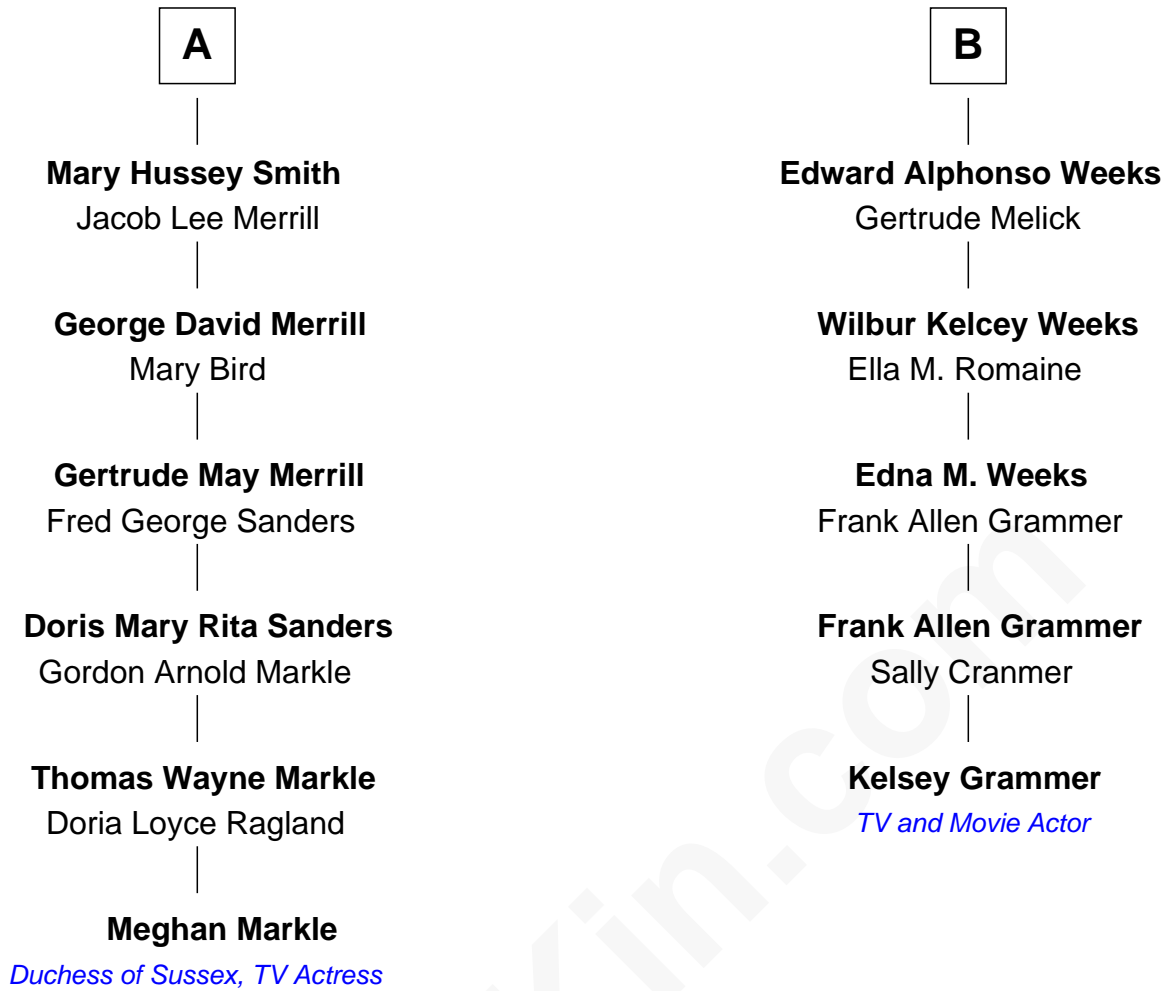 A
Mary Hussey Smith
Jacob Lee Merrill
George David Merrill
Mary Bird
Gertrude May Merrill
Fred George Sanders
Doris Mary Rita Sanders
Gordon Arnold Markle
Thomas Wayne Markle
Doria Loyce Ragland
Meghan Markle
Duchess of Sussex, TV Actress
B
Edward Alphonso Weeks
Gertrude Melick
Wilbur Kelcey Weeks
Ella M. Romaine
Edna M. Weeks
Frank Allen Grammer
Frank Allen Grammer
Sally Cranmer
Kelsey Grammer
TV and Movie Actor
Kin.com